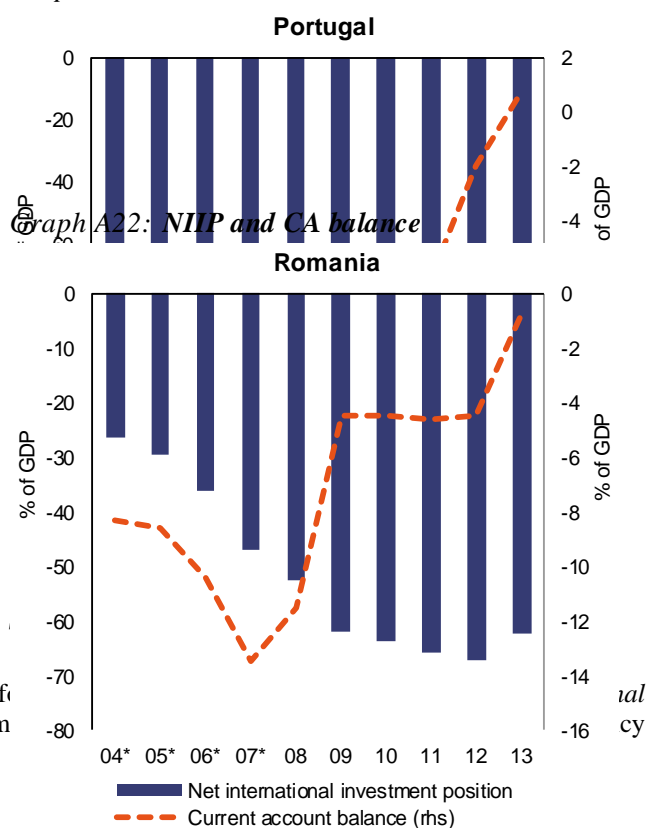 Portugal
0 2
-20 0
-2
-40 -4
GDP of GDP
Graph A22: NIIP and CA balance
Romania
0 0
-10 -2
-20 -4
-30 -6
-40 -8
-50 -10
-60 -12
-70 -14
-80 -16
% of GDP % of GDP
nal
cy
04* 05* 06* 07* 08 09 10 11 12 13
Net international investment position
Current account balance (rhs)